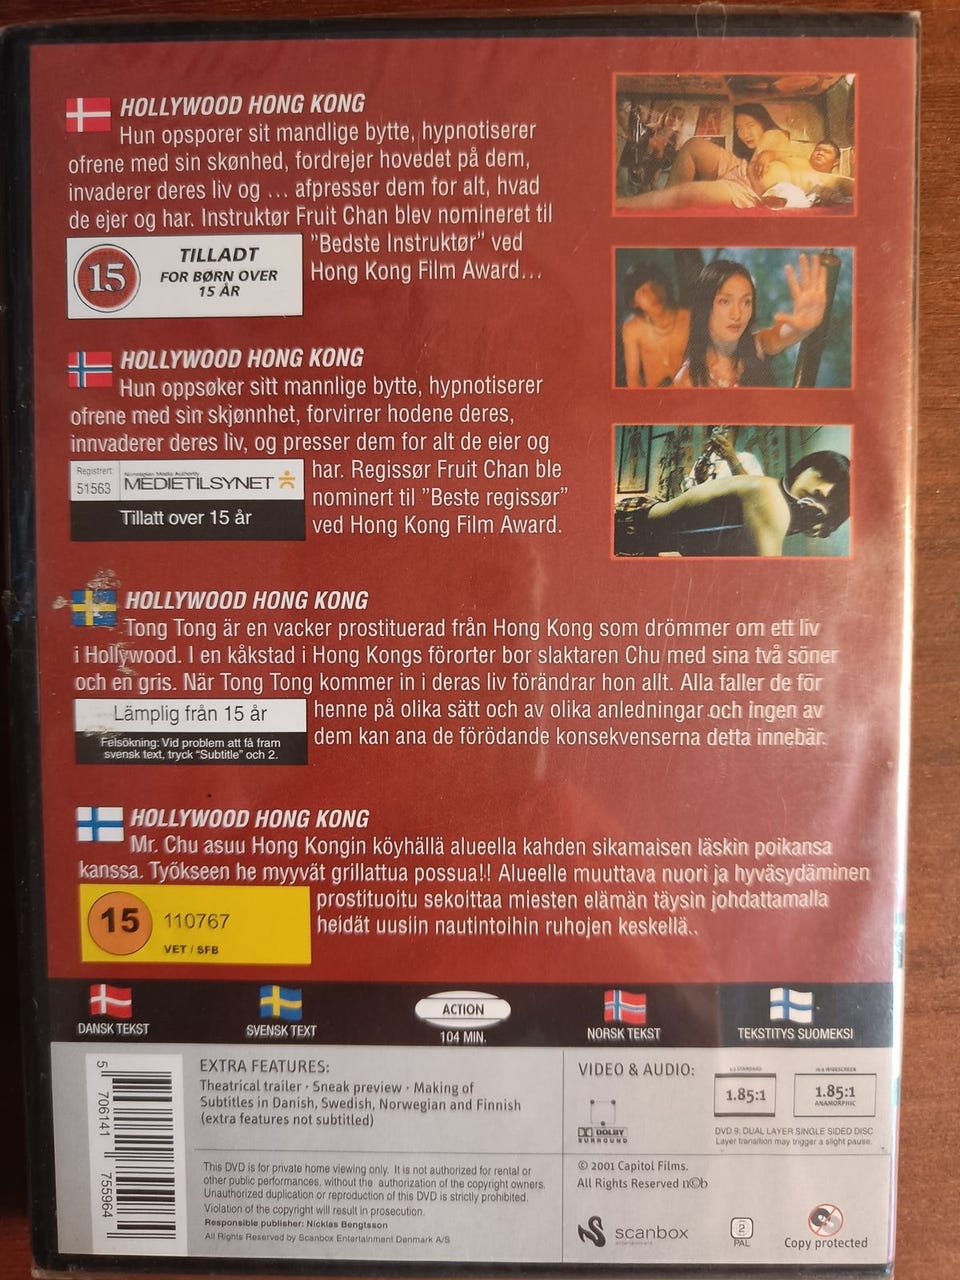 HOLLYWOOD HONG KONG
Hun opsporer sit mandlige bytte, hypnotiserer
ofrene med sin skønhed, fordrejer hovedet på dem,
invaderer deres liv og ... afpresser dem for alt, hvad
de ejer og har. Instruktør Fruit Chan blev nomineret til
"Bedste Instruktør" ved
Hong Kong Film Award...
15
TILLADT
FOR BØRN OVER
15 ÅR
HOLLYWOOD HONG KONG
Hun oppsøker sitt mannlige bytte, hypnotiserer
ofrene med sin skjønnhet, forvirrer hodene deres,
innvaderer deres liv, og presser dem for alt de eier og
har. Regissør Fruit Chan ble
nominert til "Beste regissør"
ved Hong Kong Film Award.
Registrert
51563
Norwegian Media Authority
MEDIETILSYNET
Tillatt over 15 år
HOLLYWOOD HONG KONG
Tong Tong är en vacker prostituerad från Hong Kong som drömmer om ett liv
i Hollywood. I en kåkstad i Hong Kongs förorter bor slaktaren Chu med sina två söner
och en gris. När Tong Tong kommer in i deras liv förändrar hon allt. Alla faller de för
henne på olika sätt och av olika anledningar och ingen av
dem kan ana de förödande konsekvenserna detta innebär.
Lämplig från 15 år
Felsökning: Vid problem att få fram
svensk text, tryck "Subtitle" och 2.
HOLLYWOOD HONG KONG
Mr. Chu asuu Hong Kongin köyhällä alueella kahden sikamaisen läskin poikansa
kanssa. Työkseen he myyvät grillattua possua!! Alueelle muuttava nuori ja hyväsydäminen
prostituoitu sekoittaa miesten elämän täysin johdattamalla
heidät uusiin nautintoihin ruhojen keskellä..
15
110767
VET / SFB
DANSK TEKST
SVENSK TEXT
ACTION
104 MIN.
NORSK TEKST
TEKSTITYS SUOMEKSI
5 706141 755964
EXTRA FEATURES:
Theatrical trailer · Sneak preview · Making of
Subtitles in Danish, Swedish, Norwegian and Finnish
(extra features not subtitled)
VIDEO & AUDIO:
DOLBY
SURROUND
4:3 STANDARD
1.85:1
16:9 WIDESCREEN
1.85:1
ANAMORPHIC
DVD 9: DUAL LAYER SINGLE SIDED DISC
Layer transition may trigger a slight pause.
This DVD is for private home viewing only. It is not authorized for rental or
other public performances, without the authorization of the copyright owners.
Unauthorized duplication or reproduction of this DVD is strictly prohibited.
Violation of the copyright will result in prosecution.
Responsible publisher: Nicklas Bengtsson
All Rights Reserved by Scanbox Entertainment Denmark A/S
© 2001 Capitol Films.
All Rights Reserved n©b
scanbox
entertainment
2
PAL
Copy protected